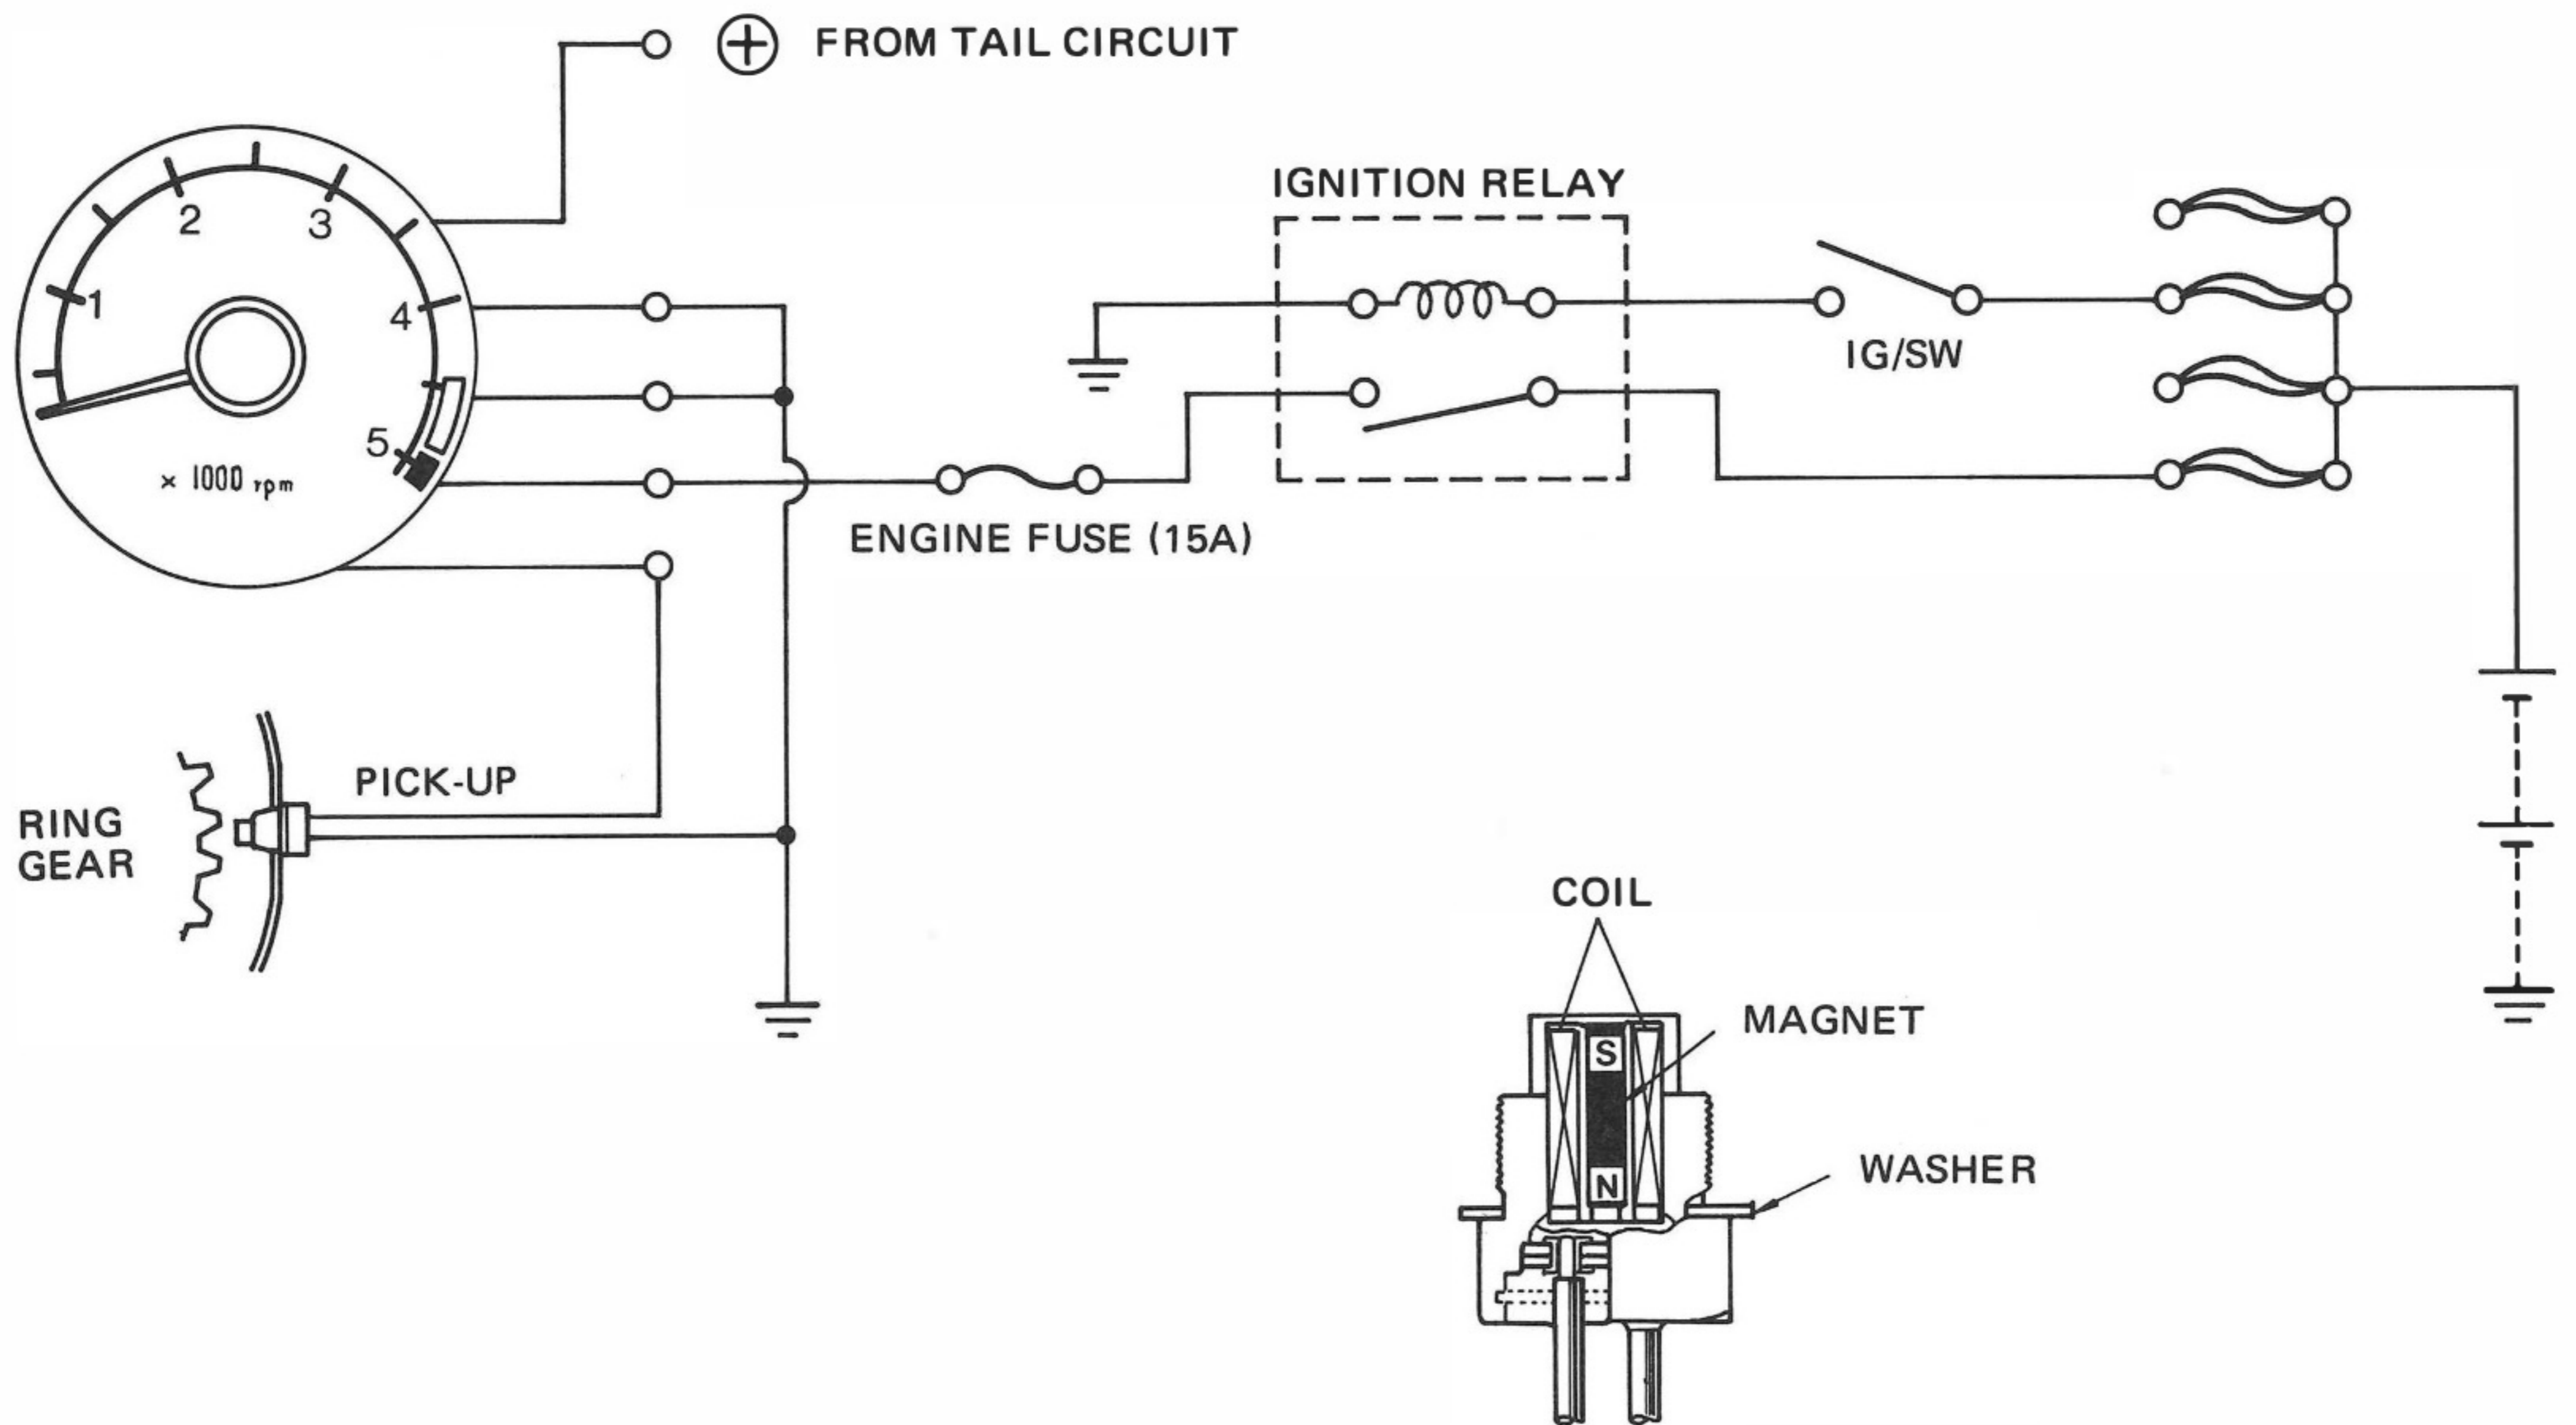 ⊕ FROM TAIL CIRCUIT
IGNITION RELAY
1
2
3
4
5
x 1000 rpm
IG/SW
ENGINE FUSE (15A)
PICK-UP
RING
GEAR
COIL
MAGNET
S
N
WASHER